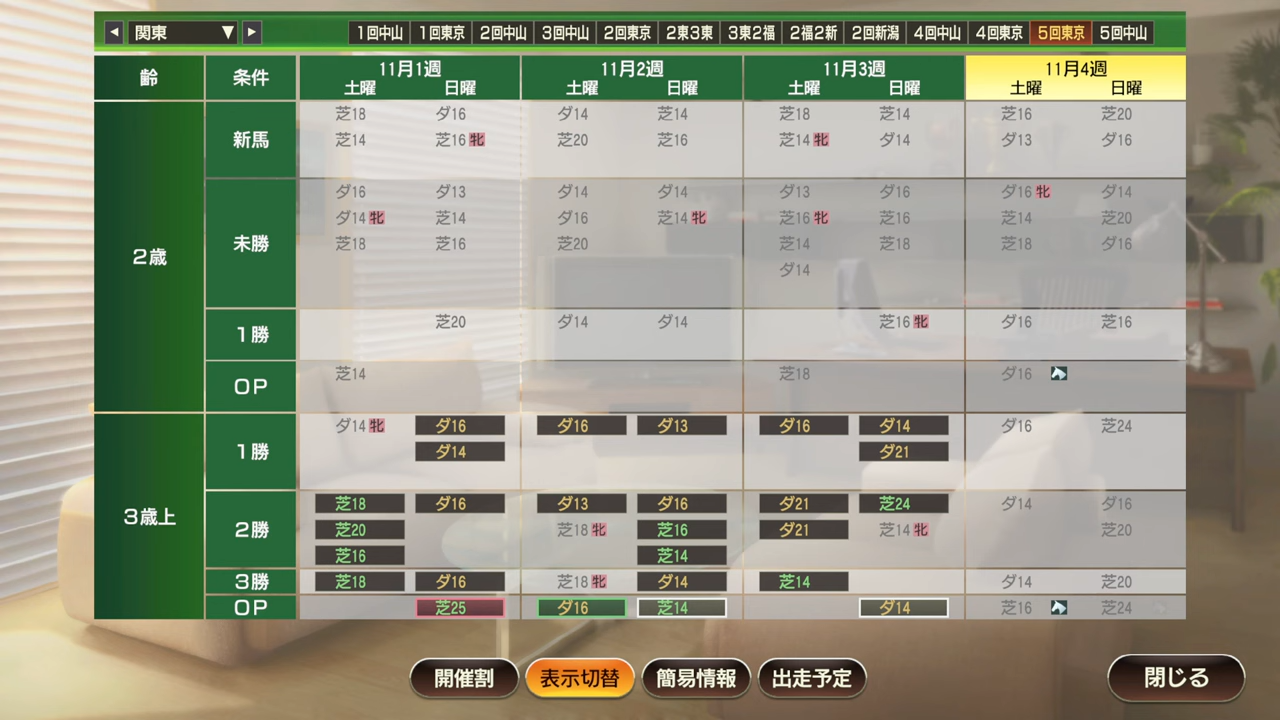 ◀ 関東 ▼ ▶ 1回中山 1回東京 2回中山 3回中山 2回東京 2東3東 3東2福 2福2新 2回新潟 4回中山 4回東京 5回東京 5回中山
齢 条件 11月1週 11月2週 11月3週 11月4週
土曜 日曜 土曜 日曜 土曜 日曜 土曜 日曜
2歳
新馬
芝18 ダ16 ダ14 芝14 芝18 芝14 芝16 芝20
芝14 芝16 牝 芝20 芝16 芝14 牝 ダ14 ダ13 ダ16
未勝
ダ16 ダ13 ダ14 ダ14 ダ13 ダ16 ダ16 牝 ダ14
ダ14 牝 芝14 ダ16 芝14 牝 芝16 牝 芝16 芝14 芝20
芝18 芝16 芝20 芝14 芝18 芝18 ダ16
ダ14
1勝
芝20 ダ14 ダ14 芝16 牝 ダ16 芝16
OP
芝14 芝18 ダ16
3歳上
1勝
ダ14 牝 ダ16 ダ16 ダ13 ダ16 ダ14 ダ16 芝24
ダ14 ダ21
2勝
芝18 ダ16 ダ13 ダ16 ダ21 芝24 ダ14 ダ16
芝20 芝18 牝 芝16 ダ21 芝14 牝 芝20
芝16 芝14
3勝
芝18 ダ16 芝18 牝 ダ14 芝14 ダ14 芝20
OP
芝25 ダ16 芝14 ダ14 芝16 芝24
開催割 表示切替 簡易情報 出走予定 閉じる